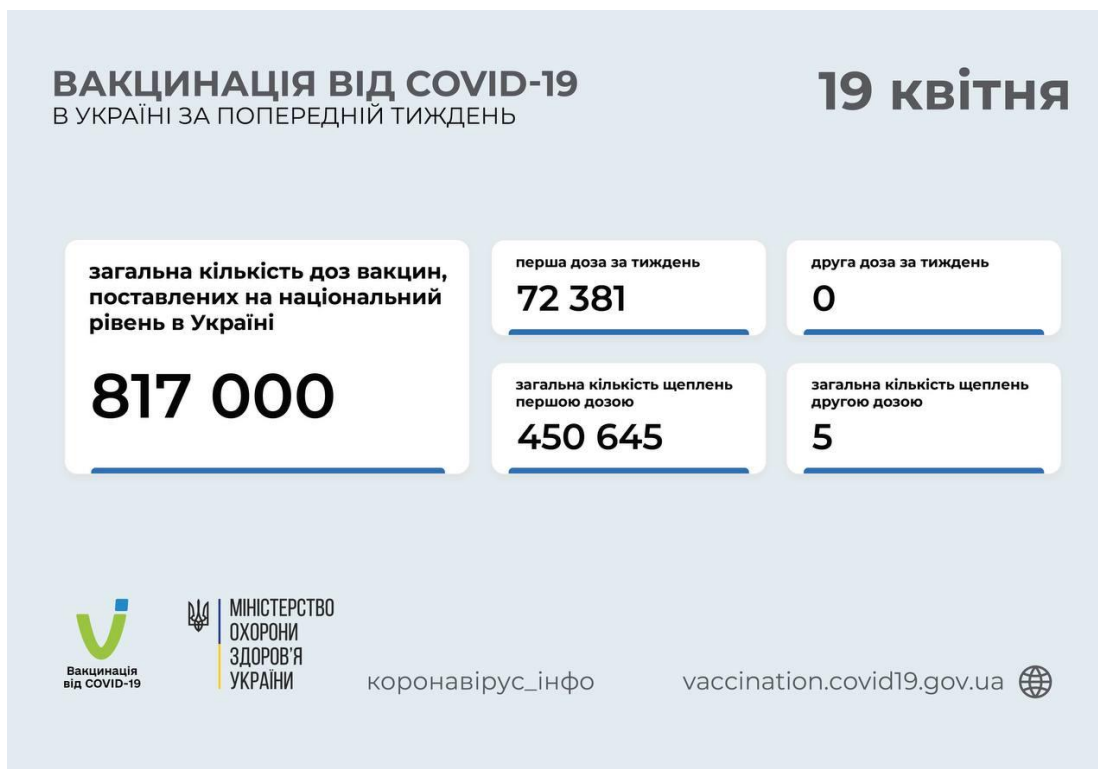 ВАКЦИНАЦІЯ ВІД COVID-19
В УКРАЇНІ ЗА ПОПЕРЕДНІЙ ТИЖДЕНЬ
19 квітня
загальна кількість доз вакцин,
поставлених на національний
рівень в Україні
817 000
перша доза за тиждень
72 381
друга доза за тиждень
0
загальна кількість щеплень
першою дозою
450 645
загальна кількість щеплень
другою дозою
5
Вакцинація
від COVID-19
МІНІСТЕРСТВО
ОХОРОНИ
ЗДОРОВ'Я
УКРАЇНИ
коронавірус_інфо
vaccination.covid19.gov.ua